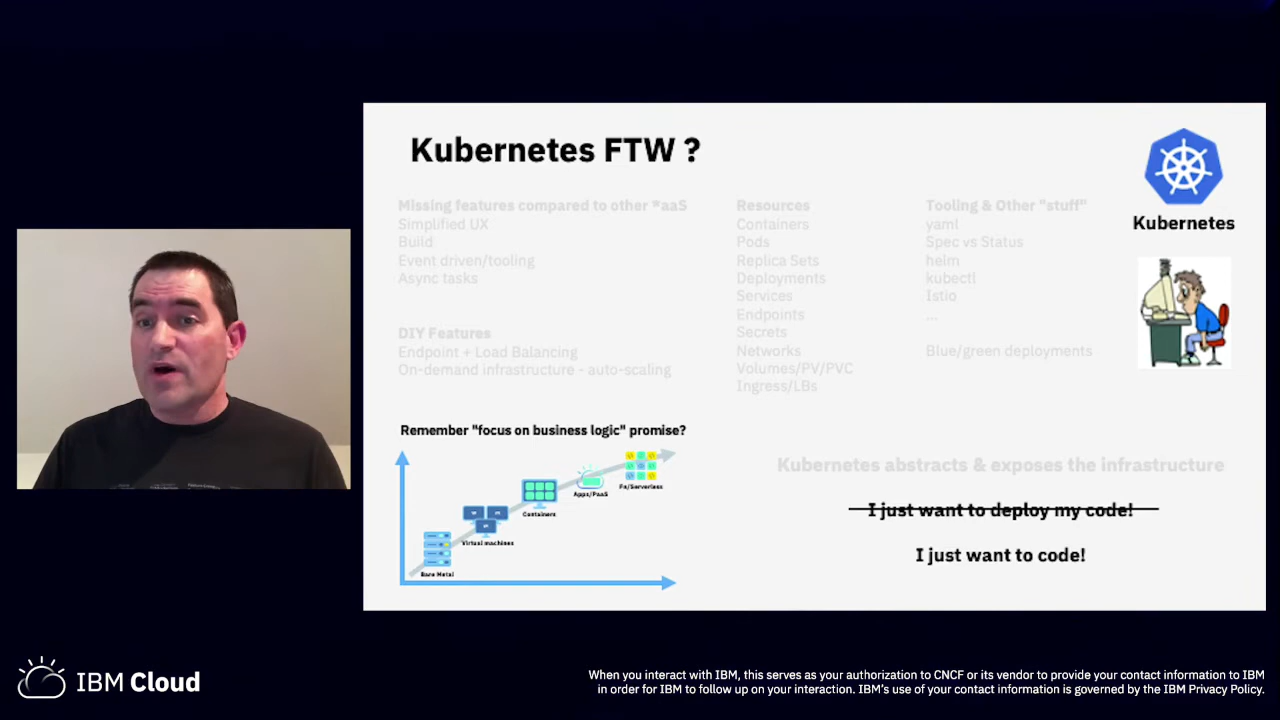 Kubernetes FTW ?
Missing features compared to other *aaS
Simplified UX
Build
Event driven/tooling
Async tasks
DIY Features
Endpoint + Load Balancing
On-demand infrastructure - auto-scaling
Resources
Containers
Pods
Replica Sets
Deployments
Services
Endpoints
Secrets
Networks
Volumes/PV/PVC
Ingress/LBs
Tooling & Other "stuff"
yaml
Spec vs Status
helm
kubectl
Istio
...
Blue/green deployments
Kubernetes
Remember "focus on business logic" promise?
Bare Metal
Virtual machines
Containers
Apps/PaaS
Fn/Serverless
Kubernetes abstracts & exposes the infrastructure
I just want to deploy my code!
I just want to code!
IBM Cloud
When you interact with IBM, this serves as your authorization to CNCF or its vendor to provide your contact information to IBM
in order for IBM to follow up on your interaction. IBM's use of your contact information is governed by the IBM Privacy Policy.